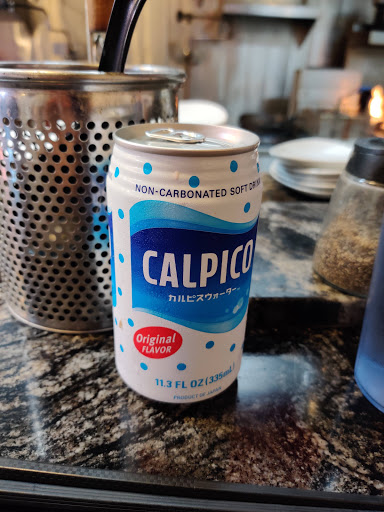 NON-CARBONATED SOFT DRINK
CALPICO
カルピスウォーター
Original
FLAVOR
11.3 FL OZ (335mL)
PRODUCT OF JAPAN